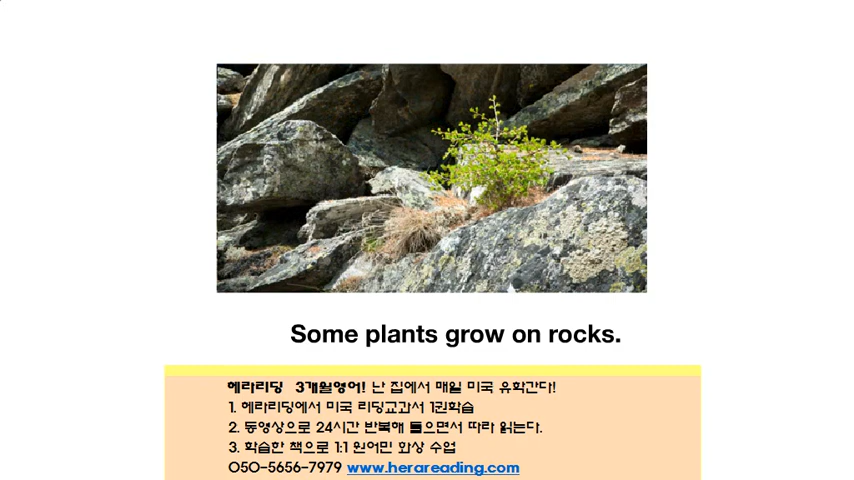 Some plants grow on rocks.
헤라리딩 3개월영어! 난 집에서 매일 미국 유학간다!
1. 헤라리딩에서 미국 리딩교과서 1권학습
2. 동영상으로 24시간 반복해 들으면서 따라 읽는다.
3. 학습한 책으로 1:1 원어민 화상 수업
050-5656-7979 www.herareading.com